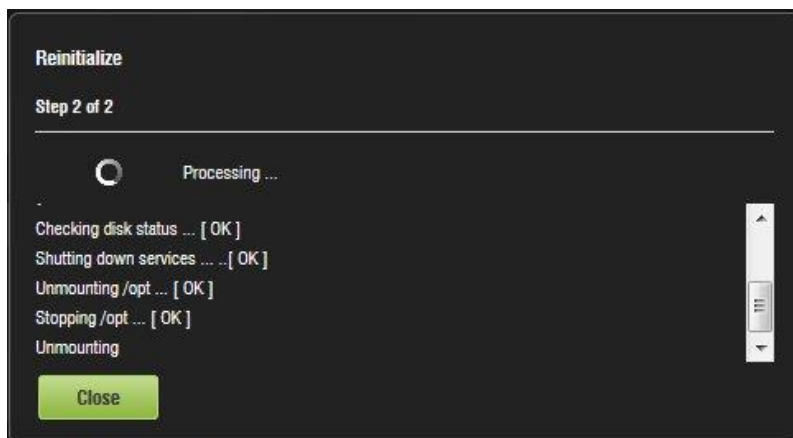 Reinitialize
Step 2 of 2
Processing ...
Checking disk status ... [ OK ]
Shutting down services ... ..[ OK ]
Unmounting /opt ... [ OK ]
Stopping /opt ... [ OK ]
Unmounting
Close